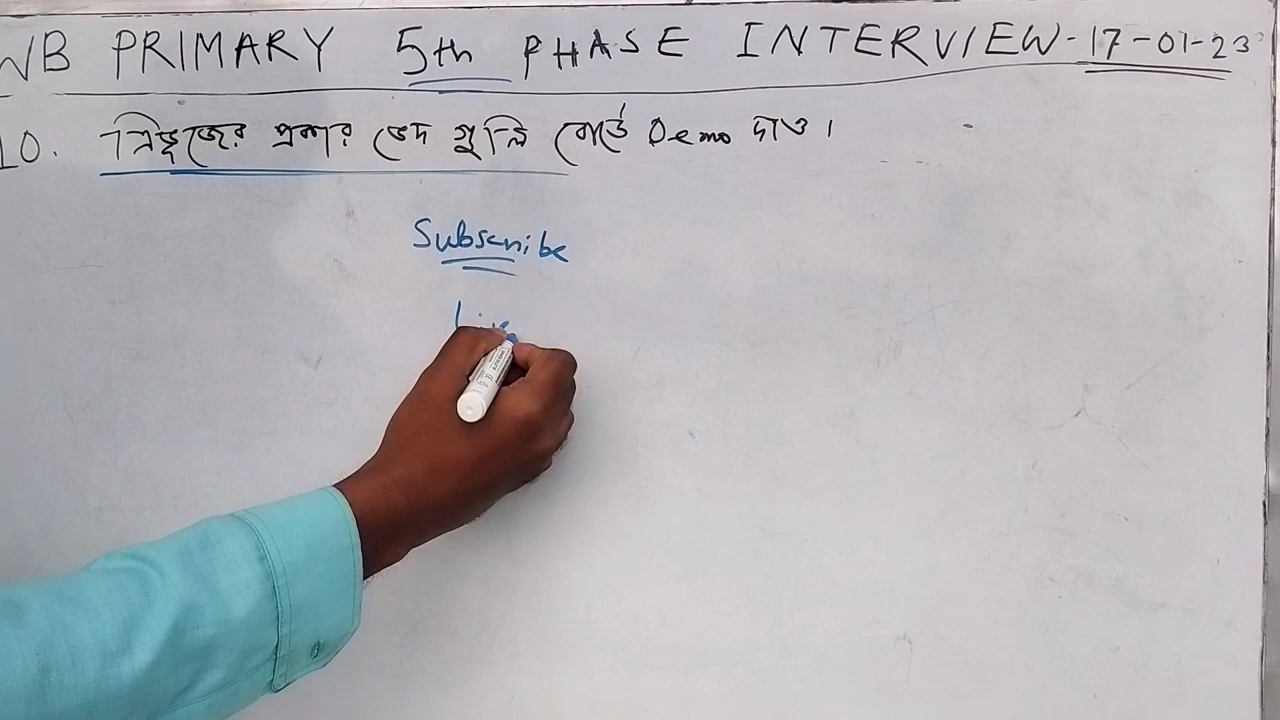 WB PRIMARY 5th PHASE INTERVIEW-17-01-23
10. ত্রিভূজের প্রকার ভেদ গুলি বোর্ডে Demo দাও।
Subscribe